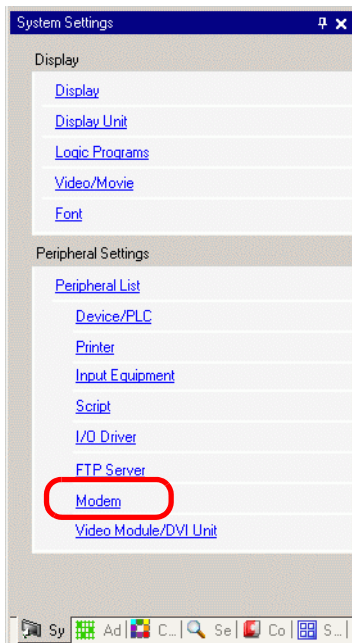 System Settings
Display
Display
Display Unit
Logic Programs
Video/Movie
Font
Peripheral Settings
Peripheral List
Device/PLC
Printer
Input Equipment
Script
I/O Driver
FTP Server
Modem
Video Module/DVI Unit
Sy Ad C... Se Co S...